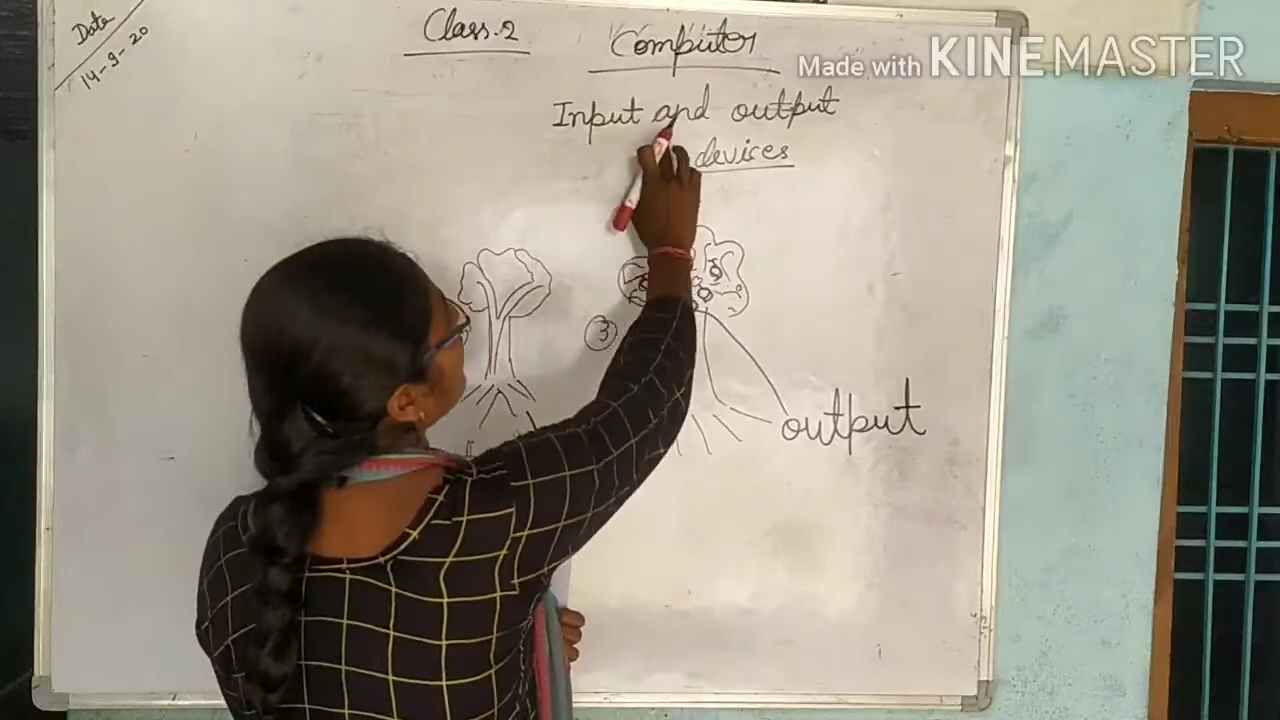 Date
14-9-20
Class.2
Computer
Made with KINEMASTER
Input and output
devices
3
output